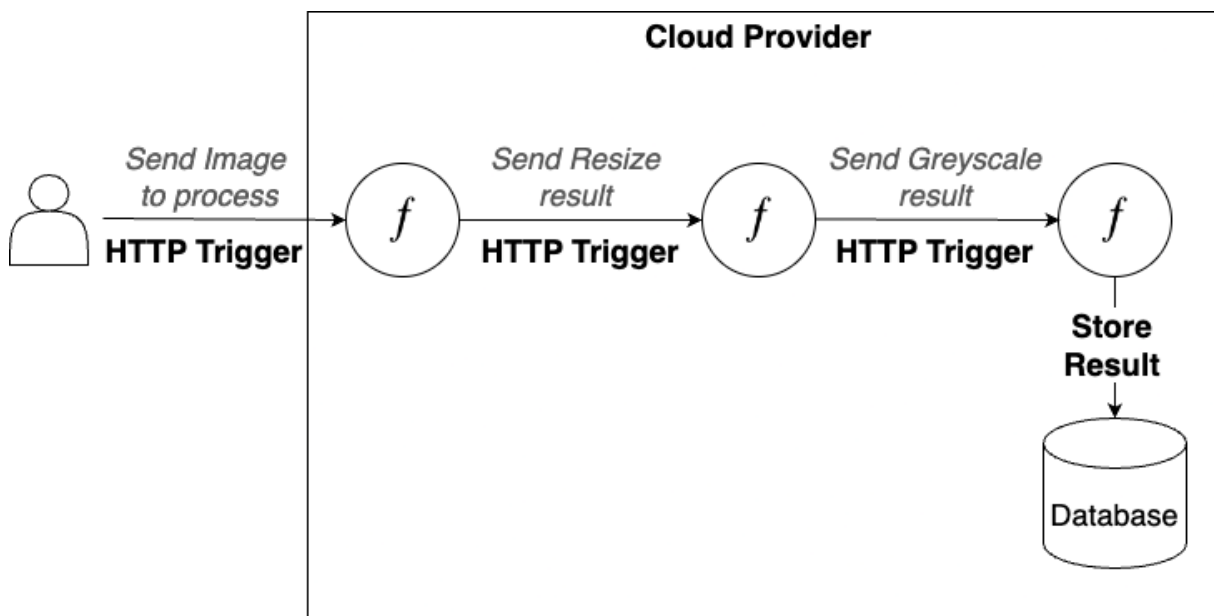 Cloud Provider
Send Image
to process
HTTP Trigger
f
Send Resize
result
HTTP Trigger
f
Send Greyscale
result
HTTP Trigger
f
Store
Result
Database